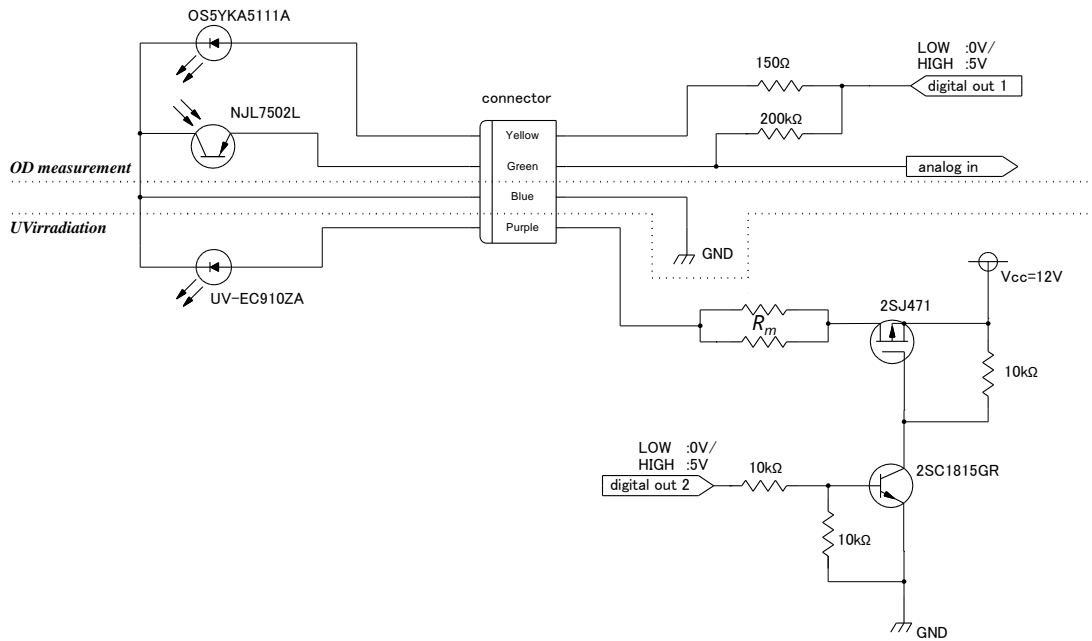 OS5YKA5111A
LOW :0V/
HIGH :5V
150Ω
digital out 1
connector
NJL7502L
200kΩ
Yellow
OD measurement
Green
analog in
Blue
UVirradiation
Purple
GND
UV-EC910ZA
Vcc=12V
2SJ471
Rm
10kΩ
LOW :0V/
HIGH :5V
10kΩ
2SC1815GR
digital out 2
10kΩ
GND